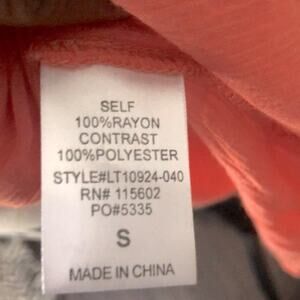 SELF
100%RAYON
CONTRAST
100%POLYESTER
STYLE#LT10924-040
RN# 115602
PO#5335
S
MADE IN CHINA